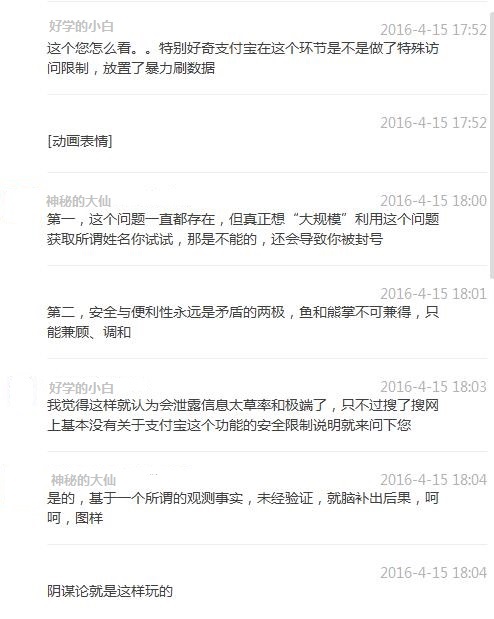 好学的小白
2016-4-15 17:52
这个您怎么看。。特别好奇支付宝在这个环节是不是做了特殊访
问限制，放置了暴力刷数据
2016-4-15 17:52
[动画表情]
神秘的大仙
2016-4-15 18:00
第一，这个问题一直都存在，但真正想“大规模”利用这个问题
获取所谓姓名你试试，那是不能的，还会导致你被封号
2016-4-15 18:01
第二，安全与便利性永远是矛盾的两极，鱼和熊掌不可兼得，只
能兼顾、调和
好学的小白
2016-4-15 18:03
我觉得这样就认为会泄露信息太草率和极端了，只不过搜了搜网
上基本没有关于支付宝这个功能的安全限制说明就来问下您
神秘的大仙
2016-4-15 18:04
是的，基于一个所谓的观测事实，未经验证，就脑补出后果，呵
呵，图样
2016-4-15 18:04
阴谋论就是这样玩的